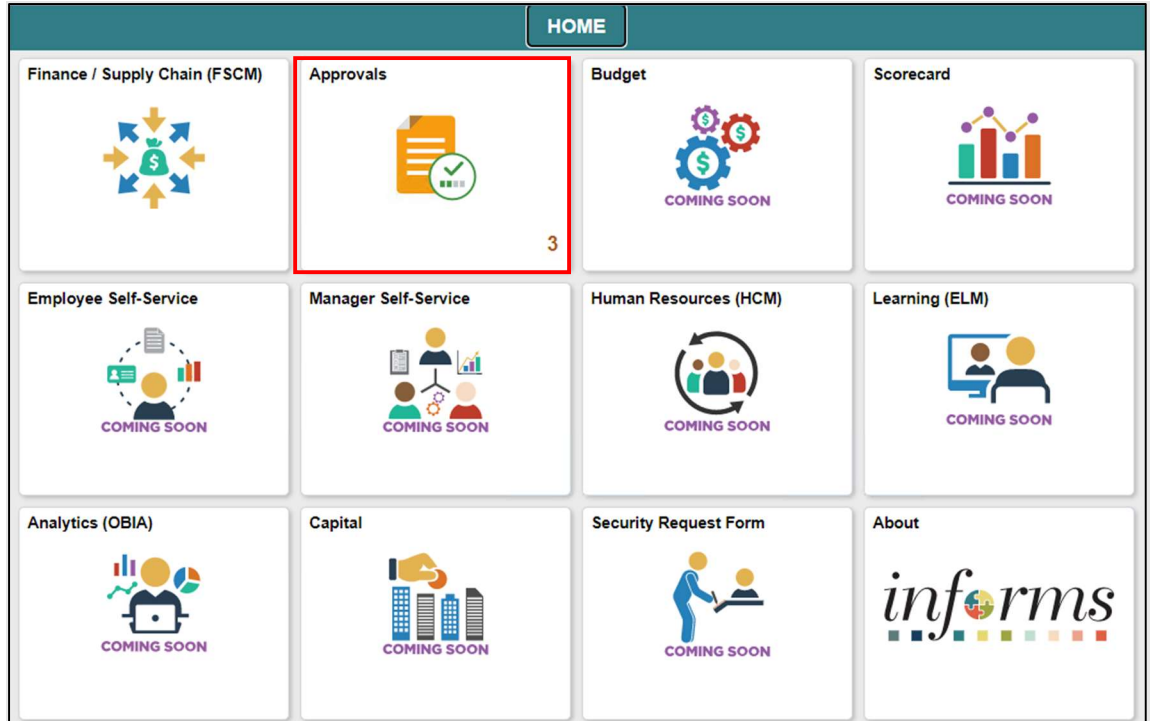 HOME
Finance / Supply Chain (FSCM)
Approvals
3
Budget
COMING SOON
Scorecard
COMING SOON
Employee Self-Service
COMING SOON
Manager Self-Service
COMING SOON
Human Resources (HCM)
COMING SOON
Learning (ELM)
COMING SOON
Analytics (OBIA)
COMING SOON
Capital
COMING SOON
Security Request Form
COMING SOON
About
informs